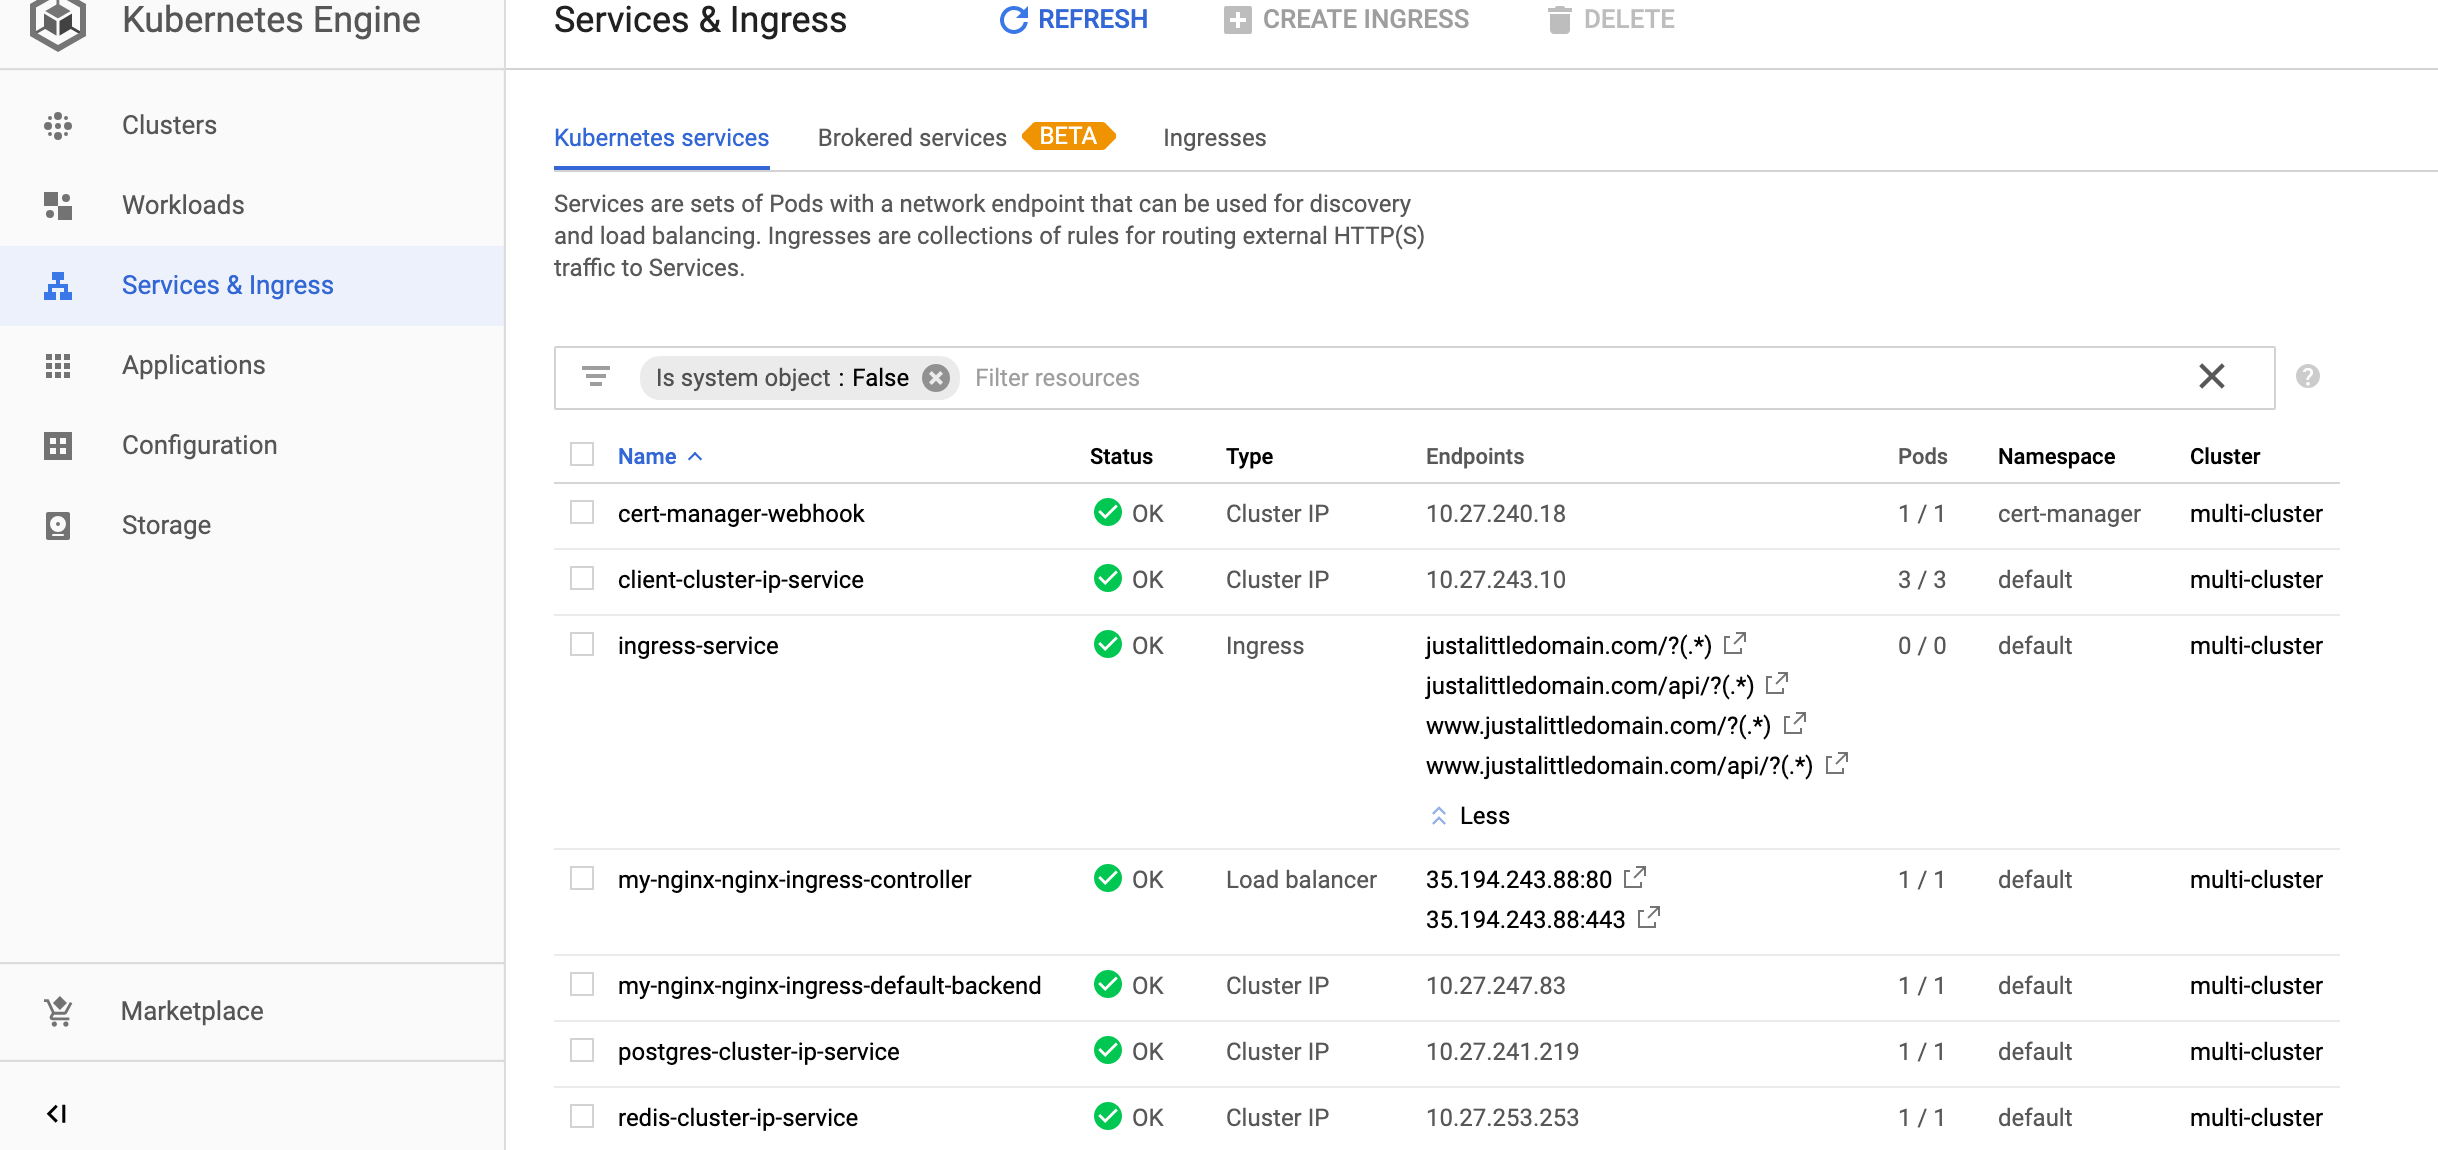 Kubernetes Engine
Services & Ingress
REFRESH
CREATE INGRESS
DELETE
Clusters
Workloads
Services & Ingress
Applications
Configuration
Storage
Marketplace
Kubernetes services
Brokered services BETA
Ingresses
Services are sets of Pods with a network endpoint that can be used for discovery
and load balancing. Ingresses are collections of rules for routing external HTTP(S)
traffic to Services.
Is system object : False Filter resources
Name Status Type Endpoints Pods Namespace Cluster
cert-manager-webhook OK Cluster IP 10.27.240.18 1 / 1 cert-manager multi-cluster
client-cluster-ip-service OK Cluster IP 10.27.243.10 3 / 3 default multi-cluster
ingress-service OK Ingress justalittledomain.com/?(.*) 0 / 0 default multi-cluster
justalittledomain.com/api/?(.*)
www.justalittledomain.com/?(.*)
www.justalittledomain.com/api/?(.*)
Less
my-nginx-nginx-ingress-controller OK Load balancer 35.194.243.88:80 1 / 1 default multi-cluster
35.194.243.88:443
my-nginx-nginx-ingress-default-backend OK Cluster IP 10.27.247.83 1 / 1 default multi-cluster
postgres-cluster-ip-service OK Cluster IP 10.27.241.219 1 / 1 default multi-cluster
redis-cluster-ip-service OK Cluster IP 10.27.253.253 1 / 1 default multi-cluster